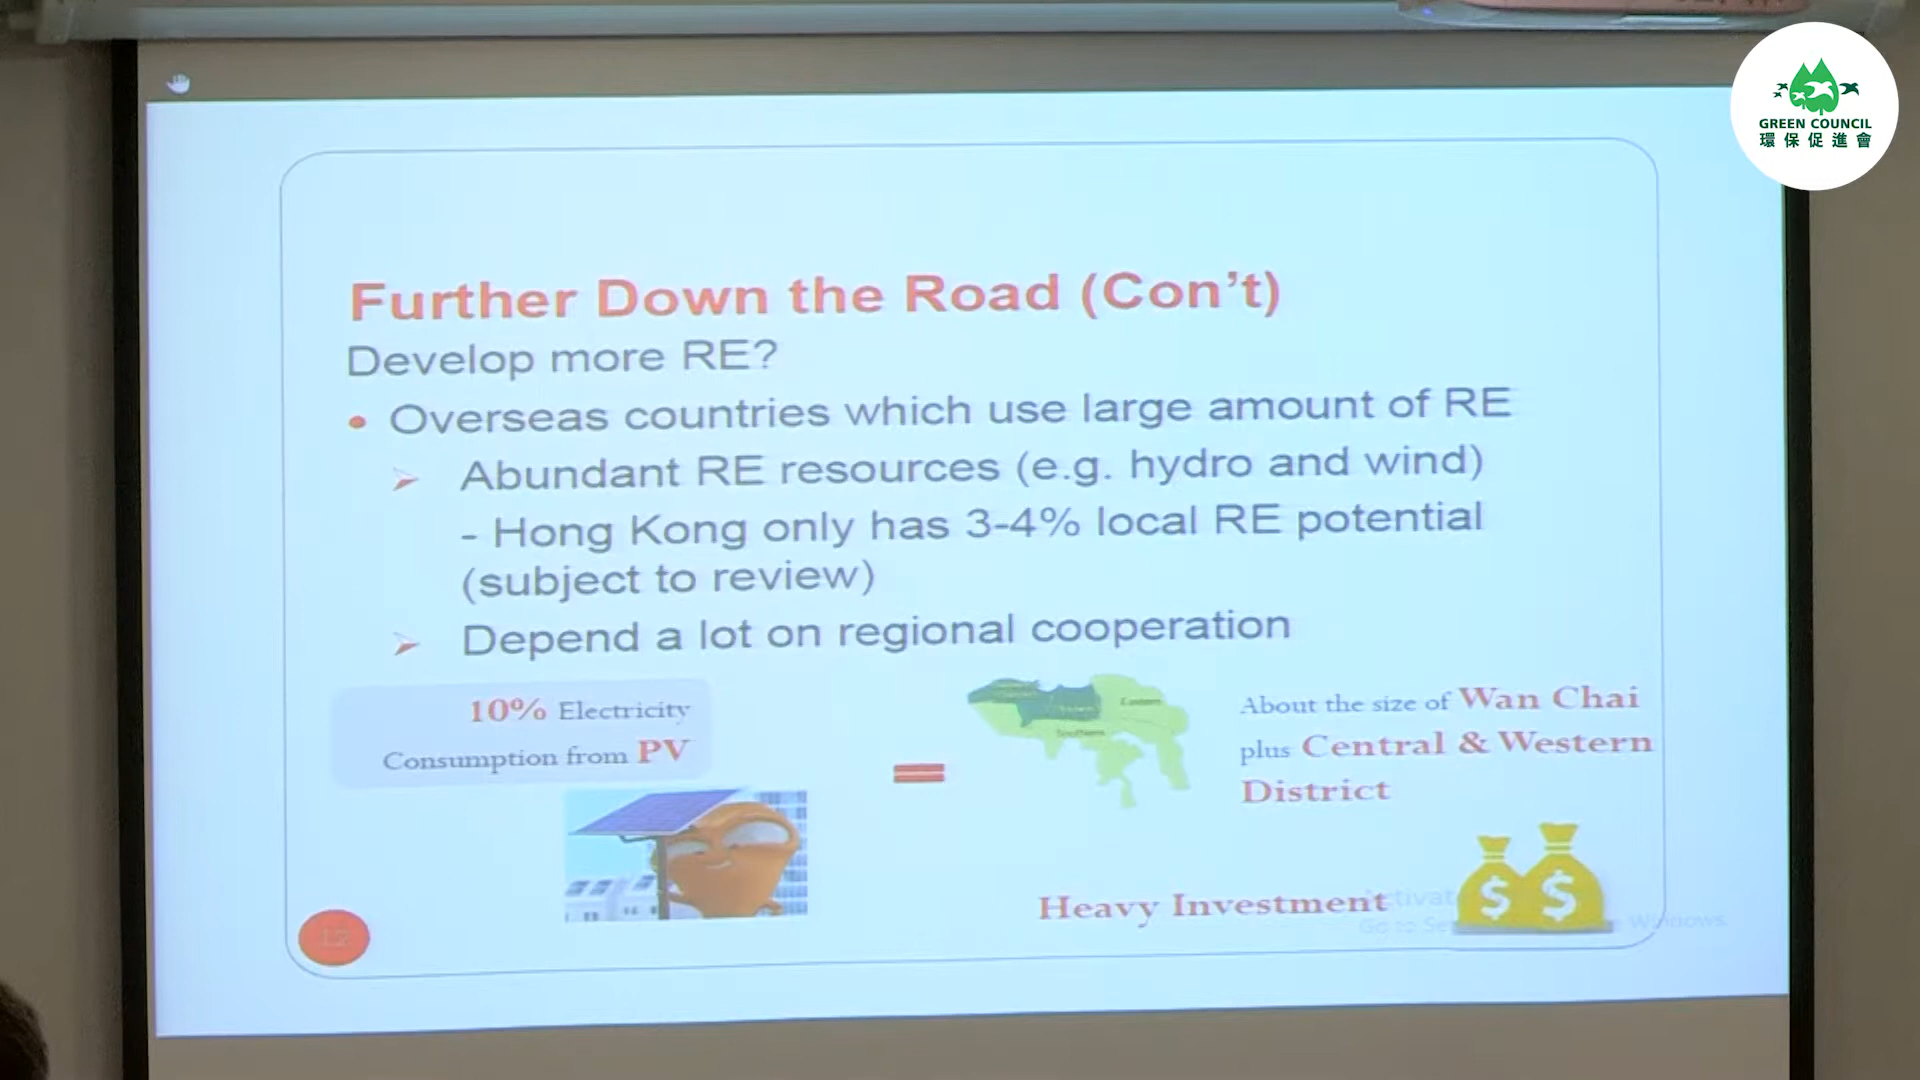 GREEN COUNCIL
環保促進會
Further Down the Road (Con't)
Develop more RE?
• Overseas countries which use large amount of RE
➢ Abundant RE resources (e.g. hydro and wind)
- Hong Kong only has 3-4% local RE potential
(subject to review)
➢ Depend a lot on regional cooperation
10% Electricity
Consumption from PV
=
Eastern
Southern
About the size of Wan Chai
plus Central & Western
District
Heavy Investment
$ $
Windows.